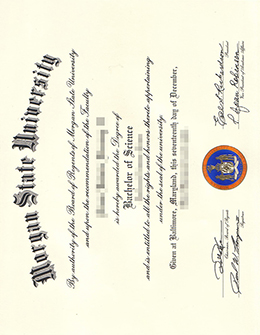 Morgan State University
By authority of the Board of Regents of Morgan State University
and upon the recommendation of the Faculty
is hereby awarded the Degree of
Bachelor of Science
and is entitled to all the rights and honors thereto appertaining
under the seal of the university.
Given at Baltimore, Maryland, this seventeenth day of December,